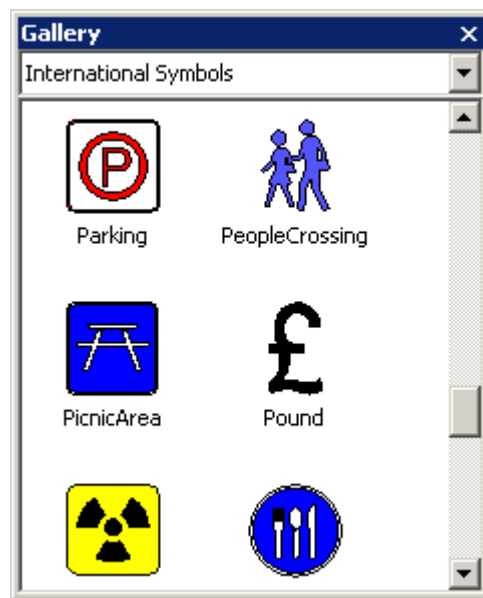 Gallery
International Symbols
P
Parking
PeopleCrossing
£
PicnicArea
Pound